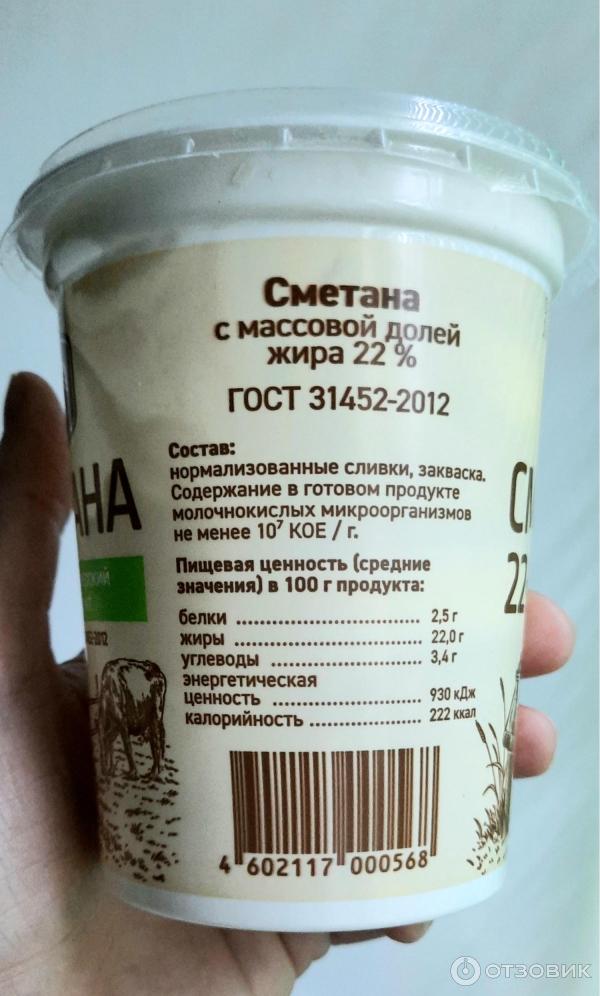 Сметана
с массовой долей
жира 22 %
ГОСТ 31452-2012
Состав:
нормализованные сливки, закваска.
Содержание в готовом продукте
молочнокислых микроорганизмов
не менее 10⁷ КОЕ / г.
Пищевая ценность (средние
значения) в 100 г продукта:
белки ........................... 2,5 г
жиры ........................... 22,0 г
углеводы ........................... 3,4 г
энергетическая
ценность ........................... 930 кДж
калорийность ................ 222 ккал
4 602117 000568
АНА
2012
С
22
ОТЗОВИК